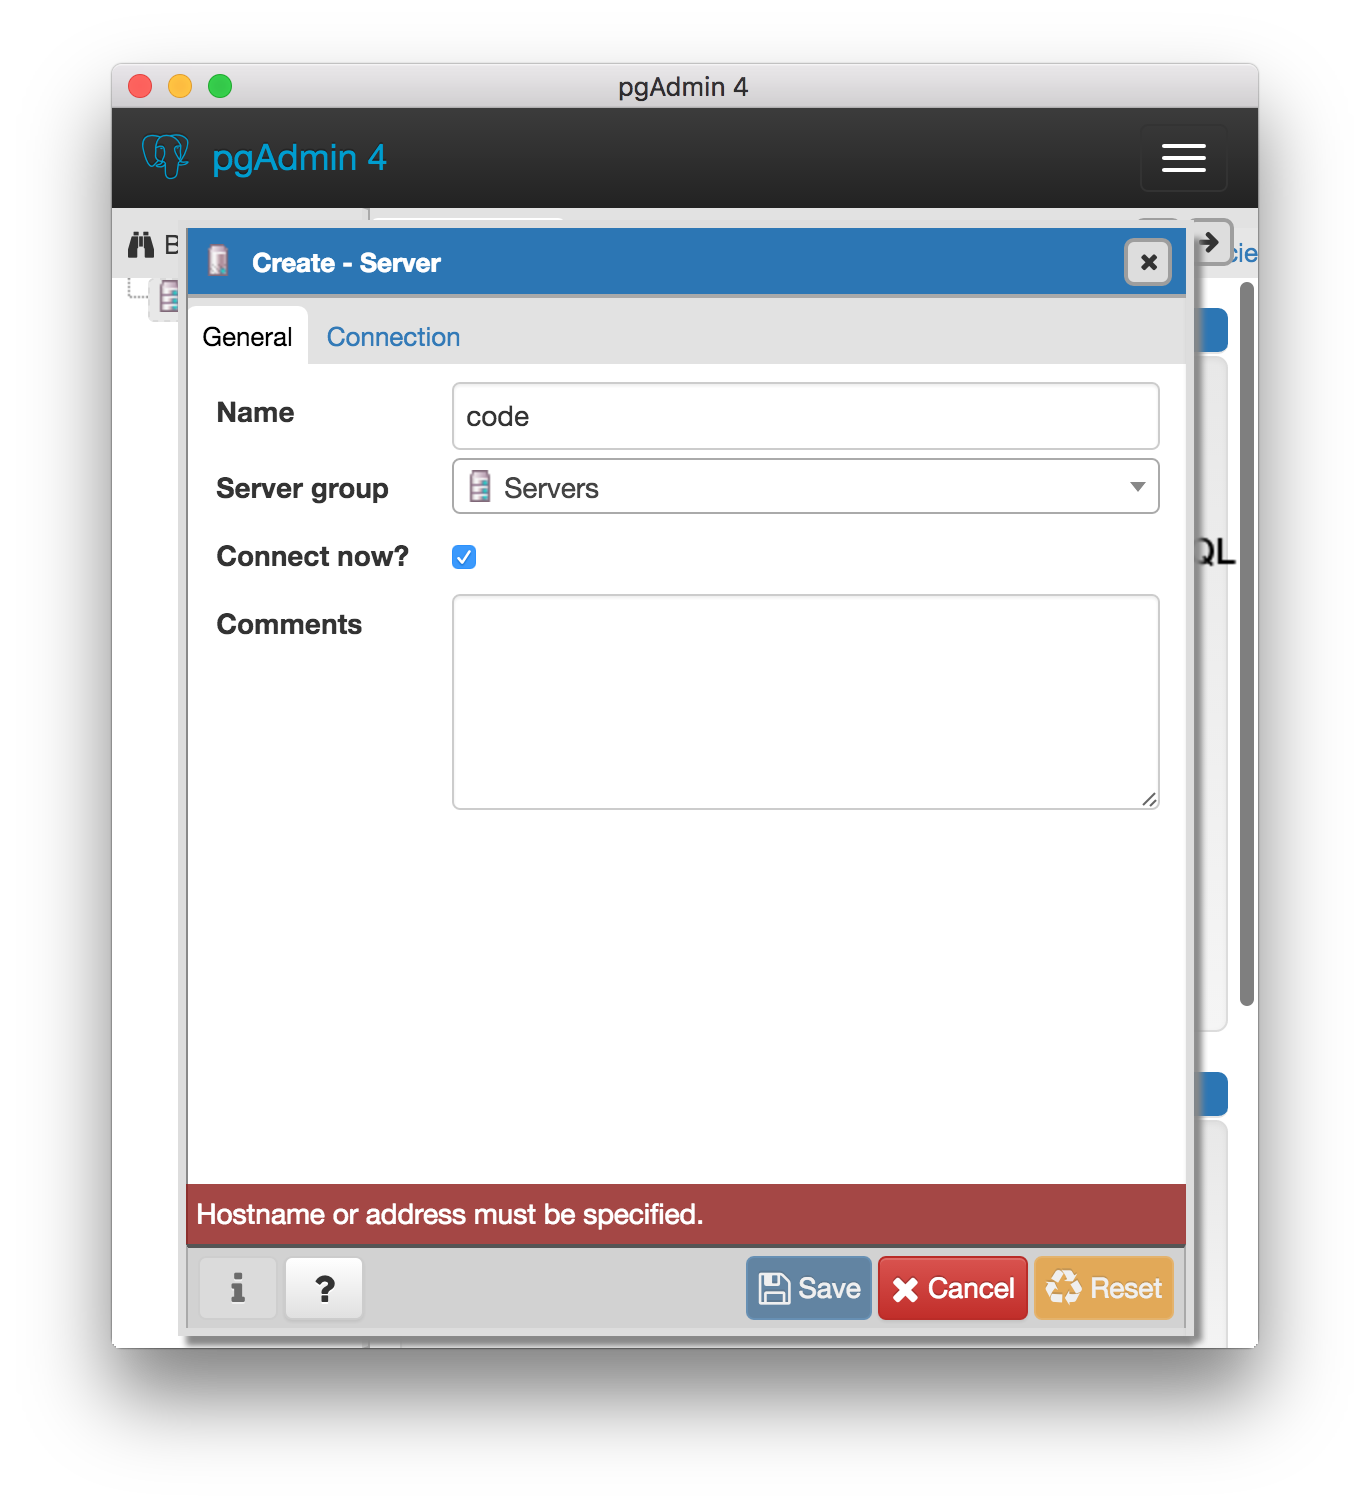 pgAdmin 4
pgAdmin 4
B
Create - Server
cie
General
Connection
Name
code
Server group
Servers
Connect now?
QL
Comments
Hostname or address must be specified.
i
?
Save
Cancel
Reset